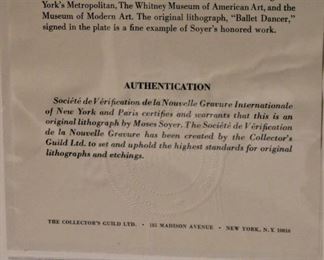 York's Metropolitan, The Whitney Museum of American Art, and the
Museum of Modern Art. The original lithograph, "Ballet Dancer,"
signed in the plate is a fine example of Soyer's honored work.
AUTHENTICATION
Société de Vérification de la Nouvelle Gravure Internationale
of New York and Paris certifies and warrants that this is an
original lithograph by Moses Soyer. The Société de Vérification
de la Nouvelle Gravure has been created by the Collector's
Guild Ltd. to set and uphold the highest standards for original
lithographs and etchings.
THE COLLECTOR'S GUILD LTD. • 185 MADISON AVENUE • NEW YORK, N.Y. 10016